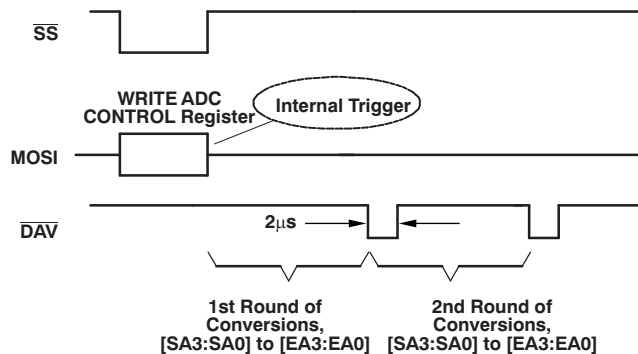 SS
WRITE ADC
CONTROL Register
Internal Trigger
MOSI
DAV
2μs
1st Round of
Conversions,
[SA3:SA0] to [EA3:EA0]
2nd Round of
Conversions,
[SA3:SA0] to [EA3:EA0]